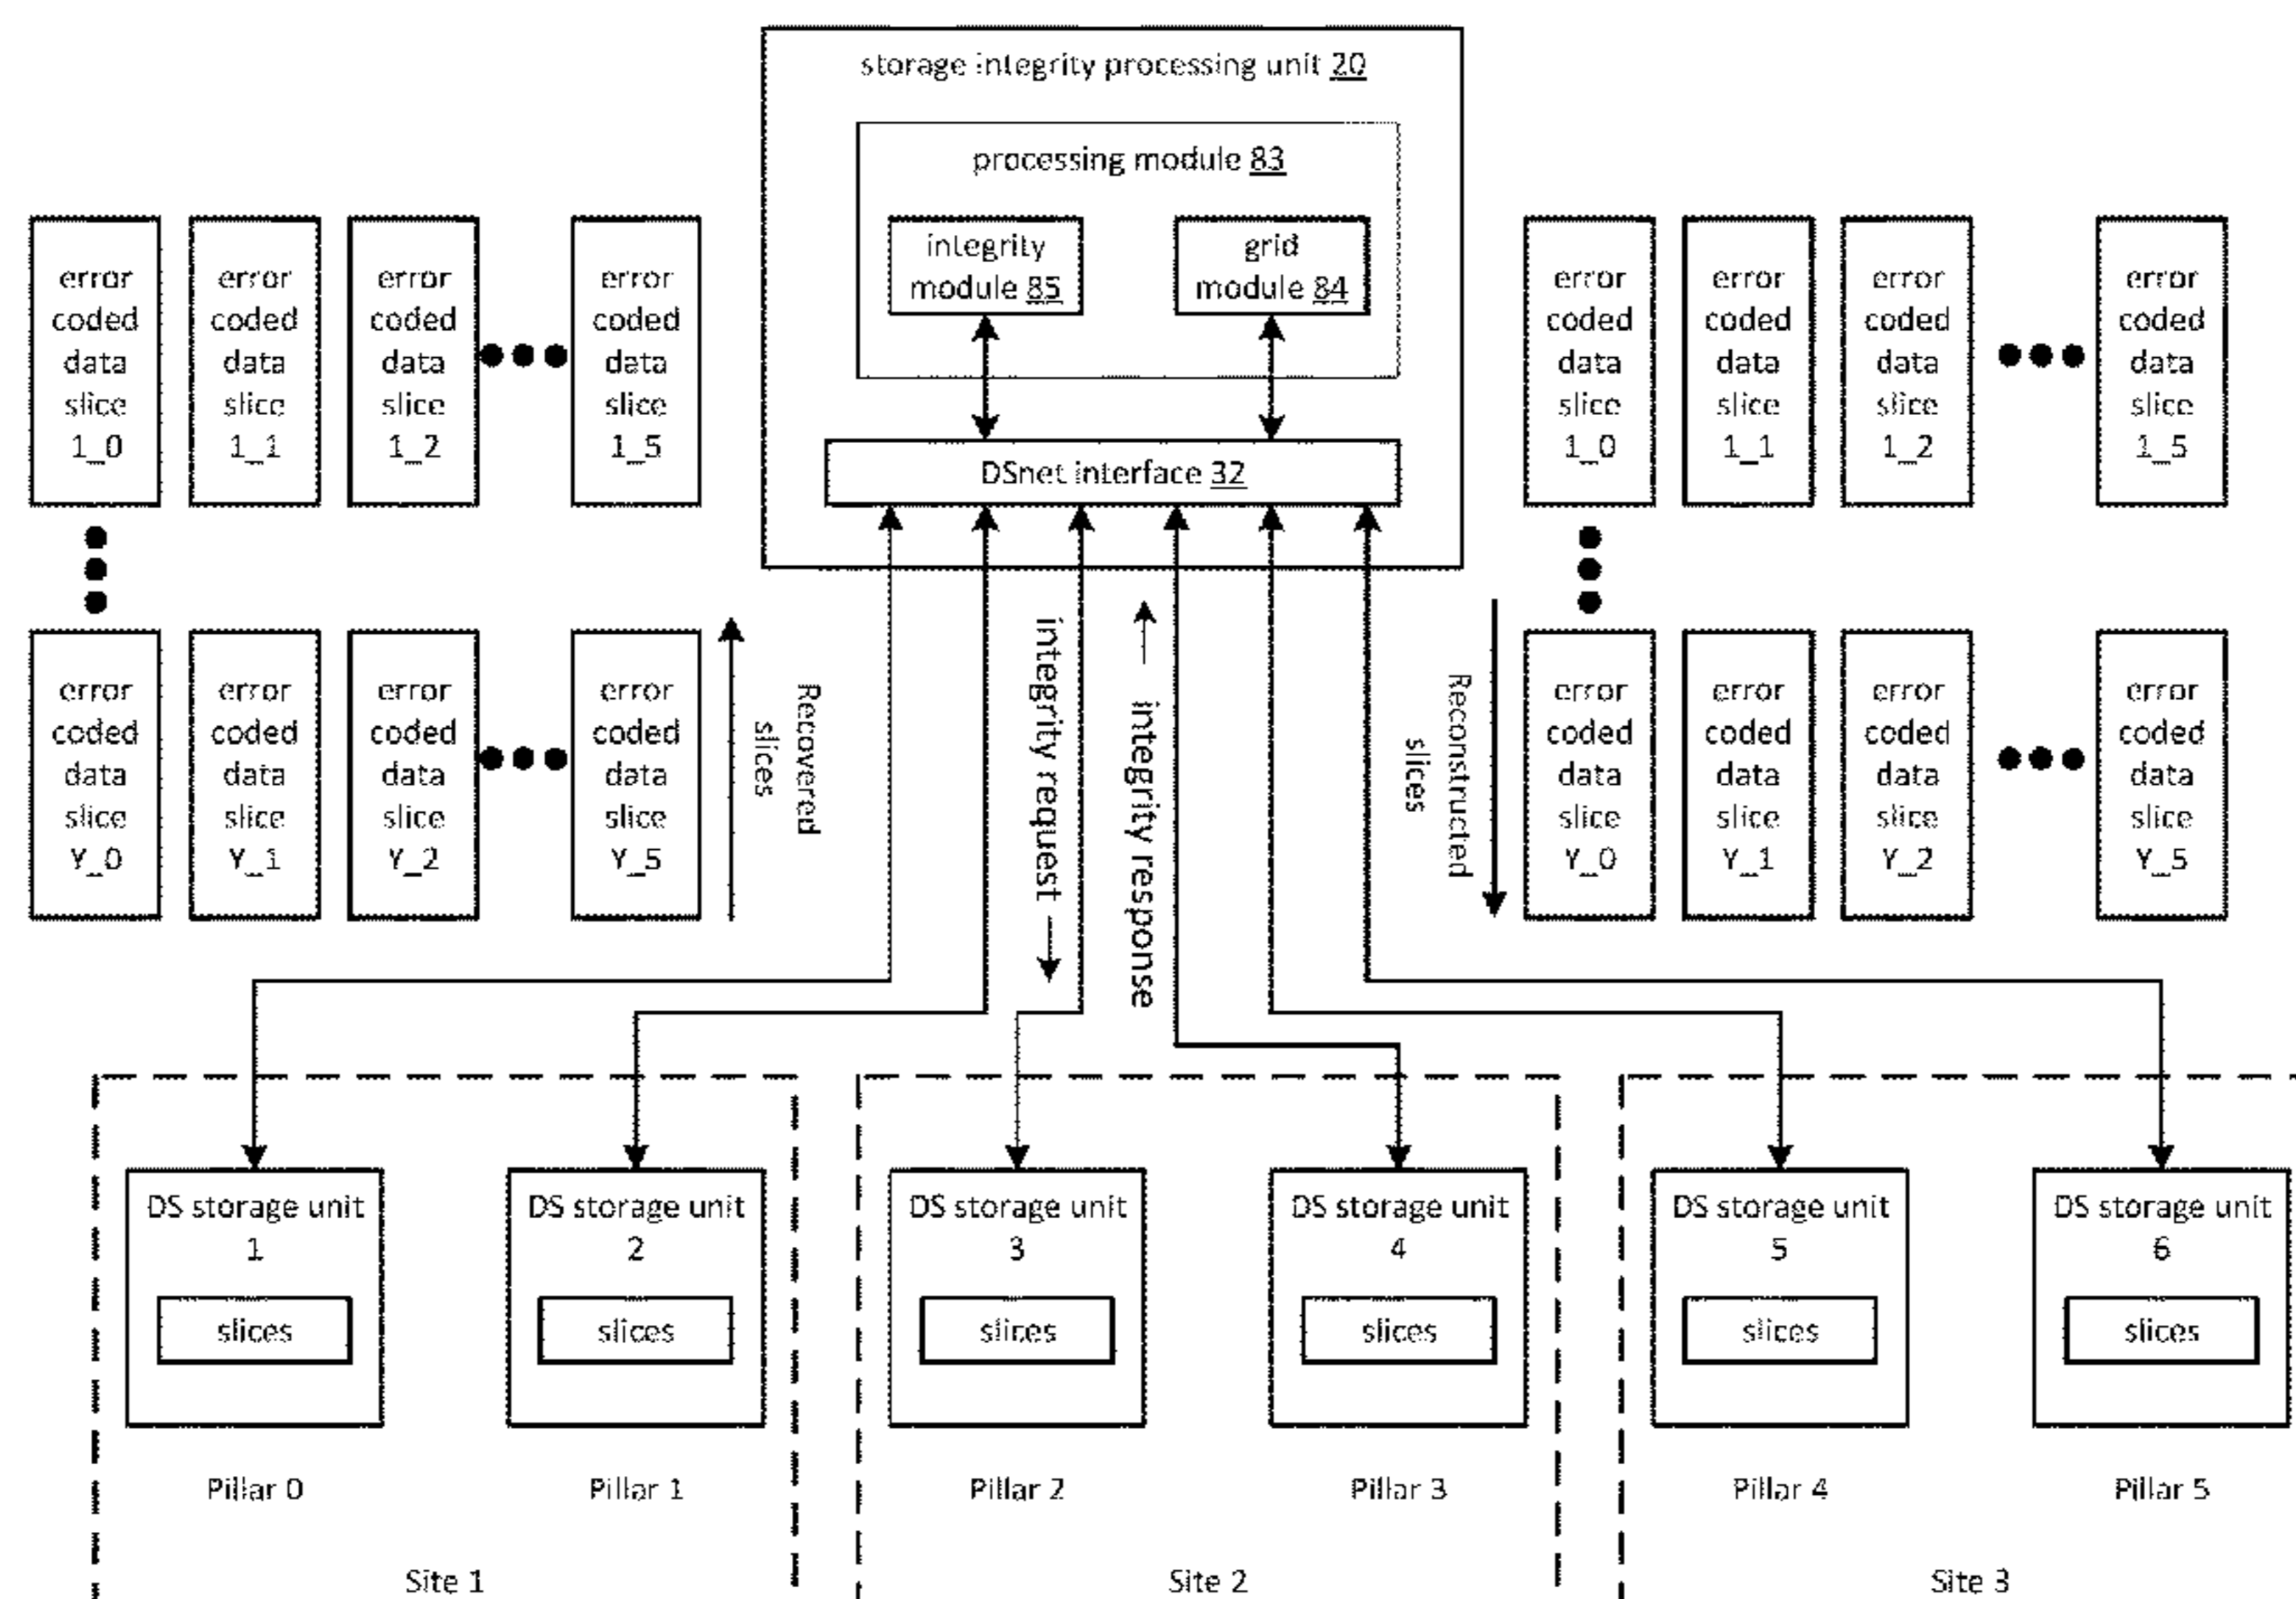 storage integrity processing unit 20
processing module 83
integrity
module 85
grid
module 84
DSnet interface 32
error
coded
data
slice
1_0
error
coded
data
slice
1_1
error
coded
data
slice
1_2
error
coded
data
slice
1_5
error
coded
data
slice
Y_0
error
coded
data
slice
Y_1
error
coded
data
slice
Y_2
error
coded
data
slice
Y_5
Recovered
slices
integrity request
integrity response
Reconstructed
slices
error
coded
data
slice
1_0
error
coded
data
slice
1_1
error
coded
data
slice
1_2
error
coded
data
slice
1_5
error
coded
data
slice
Y_0
error
coded
data
slice
Y_1
error
coded
data
slice
Y_2
error
coded
data
slice
Y_5
DS storage unit
1
slices
Pillar 0
DS storage unit
2
slices
Pillar 1
Site 1
DS storage unit
3
slices
Pillar 2
DS storage unit
4
slices
Pillar 3
Site 2
DS storage unit
5
slices
Pillar 4
DS storage unit
6
slices
Pillar 5
Site 3